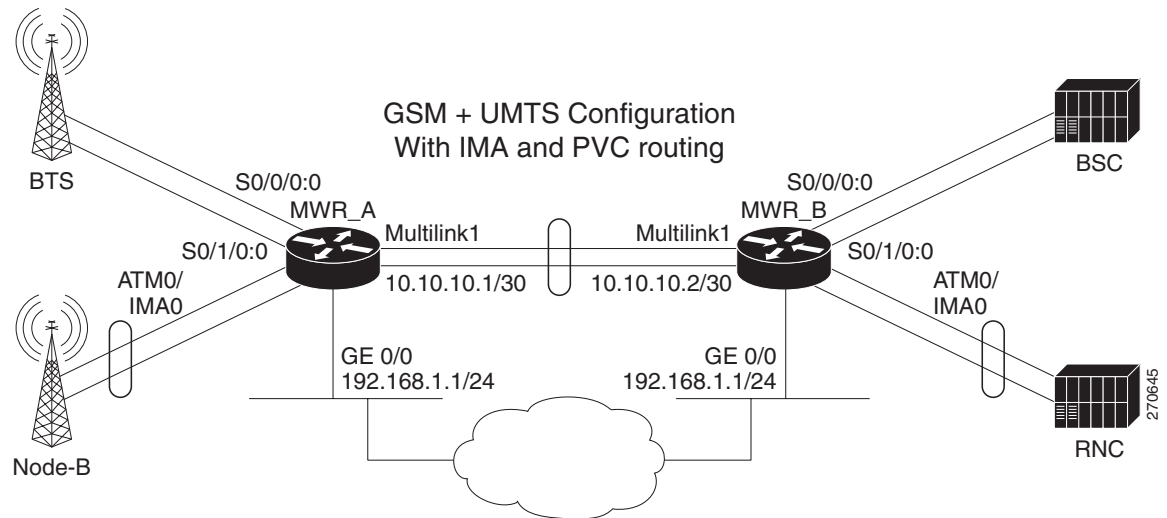 GSM + UMTS Configuration
With IMA and PVC routing
BTS
BSC
S0/0/0:0
MWR_A
S0/0/0:0
MWR_B
Multilink1
Multilink1
S0/1/0:0
S0/1/0:0
10.10.10.1/30
10.10.10.2/30
ATM0/
IMA0
ATM0/
IMA0
GE 0/0
192.168.1.1/24
GE 0/0
192.168.1.1/24
Node-B
RNC
270645